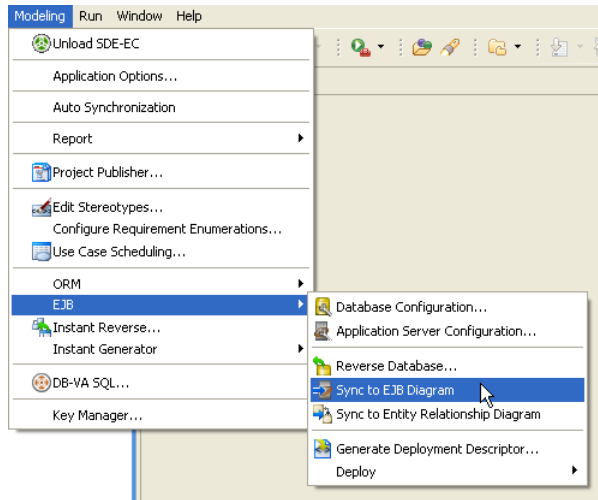 Modeling Run Window Help
Unload SDE-EC
Application Options...
Auto Synchronization
Report
Project Publisher...
Edit Stereotypes...
Configure Requirement Enumerations...
Use Case Scheduling...
ORM
EJB
Instant Reverse...
Instant Generator
DB-VA SQL...
Key Manager...
Database Configuration...
Application Server Configuration...
Reverse Database...
Sync to EJB Diagram
Sync to Entity Relationship Diagram
Generate Deployment Descriptor...
Deploy